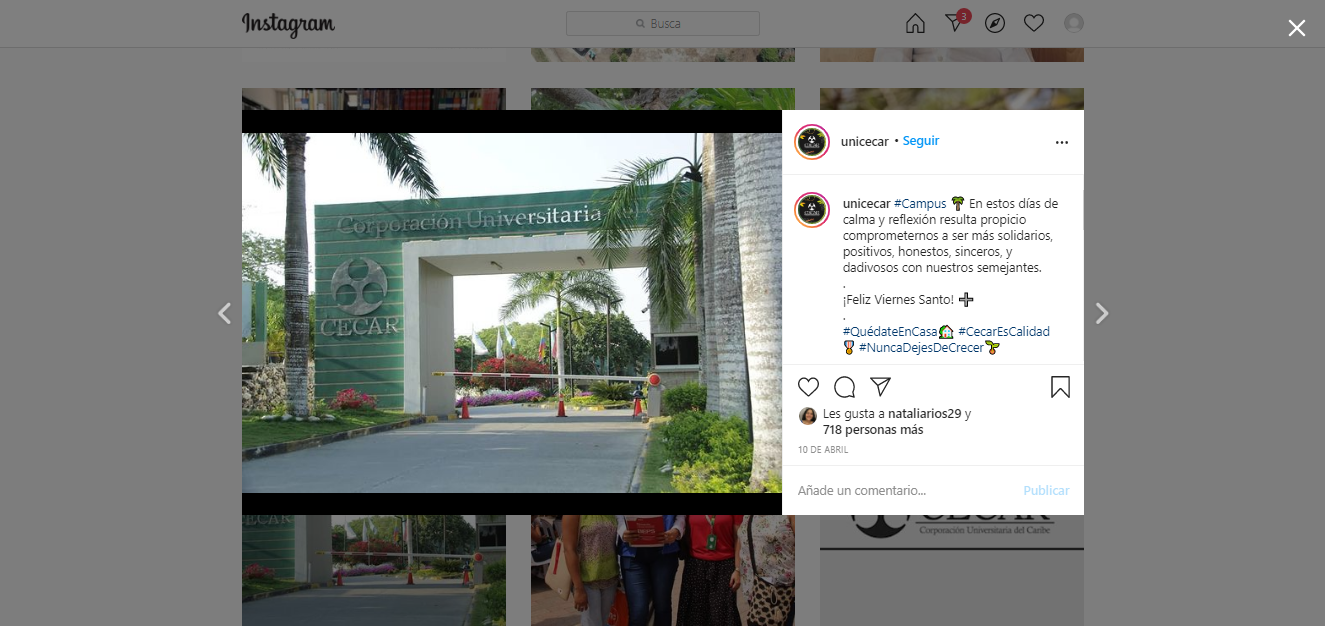 Instagram
Busca
3
Corporación Universitaria
CECAR
unicecar • Seguir
unicecar #Campus 🌴 En estos días de
calma y reflexión resulta propicio
comprometernos a ser más solidarios,
positivos, honestos, sinceros, y
dadivosos con nuestros semejantes.
.
¡Feliz Viernes Santo! ➕
.
#QuédateEnCasa🏡 #CecarEsCalidad
🎖 #NuncaDejesDeCrecer🌱
Les gusta a nataliarios29 y
718 personas más
10 DE ABRIL
Añade un comentario...
Publicar
CECAR
Corporación Universitaria del Caribe